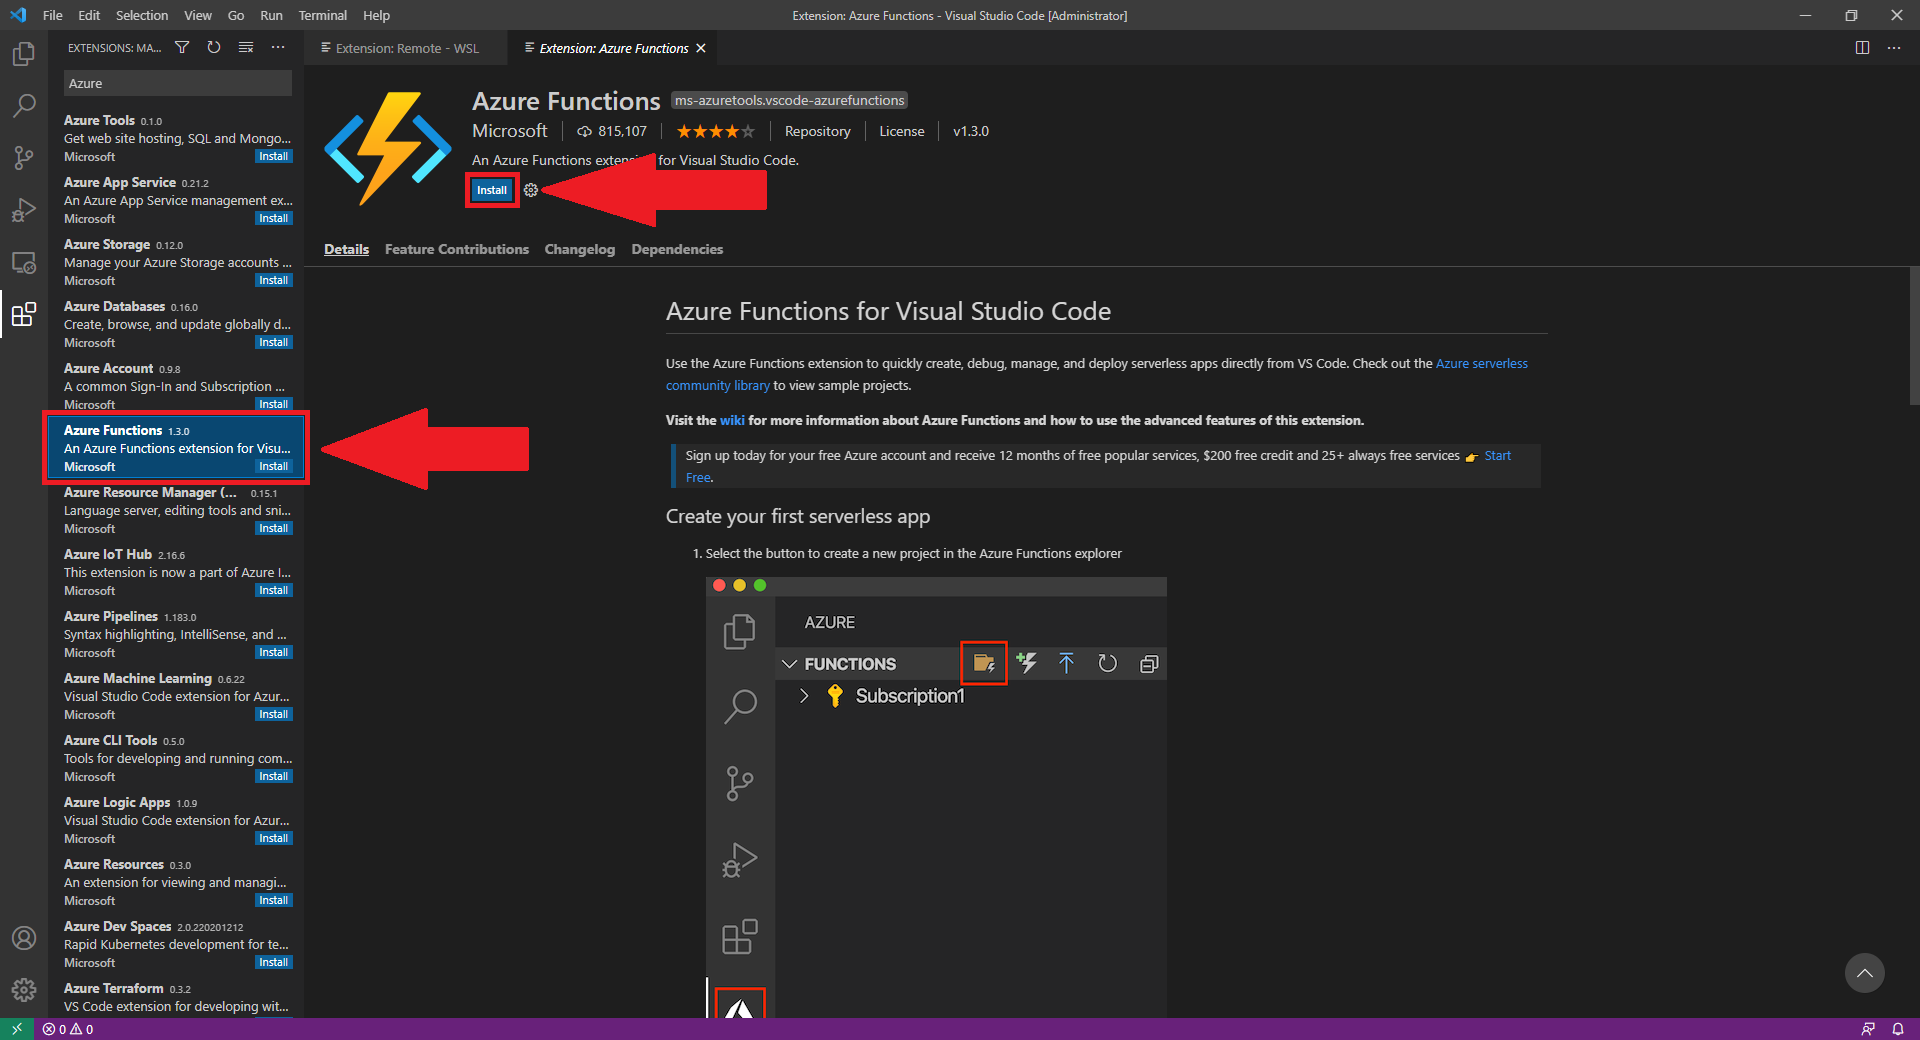 File Edit Selection View Go Run Terminal Help
Extension: Azure Functions - Visual Studio Code [Administrator]
EXTENSIONS: MA...
Extension: Remote - WSL
Extension: Azure Functions
Azure
Azure Tools 0.1.0
Get web site hosting, SQL and Mongo...
Microsoft Install
Azure App Service 0.21.2
An Azure App Service management ex...
Microsoft Install
Azure Storage 0.12.0
Manage your Azure Storage accounts ...
Microsoft Install
Azure Databases 0.16.0
Create, browse, and update globally d...
Microsoft Install
Azure Account 0.9.8
A common Sign-In and Subscription ...
Microsoft Install
Azure Functions 1.3.0
An Azure Functions extension for Visu...
Microsoft Install
Azure Resource Manager (... 0.15.1
Language server, editing tools and sni...
Microsoft Install
Azure IoT Hub 2.16.6
This extension is now a part of Azure I...
Microsoft Install
Azure Pipelines 1.183.0
Syntax highlighting, IntelliSense, and ...
Microsoft Install
Azure Machine Learning 0.6.22
Visual Studio Code extension for Azur...
Microsoft Install
Azure CLI Tools 0.5.0
Tools for developing and running com...
Microsoft Install
Azure Logic Apps 1.0.9
Visual Studio Code extension for Azur...
Microsoft Install
Azure Resources 0.3.0
An extension for viewing and managi...
Microsoft Install
Azure Dev Spaces 2.0.220201212
Rapid Kubernetes development for te...
Microsoft Install
Azure Terraform 0.3.2
VS Code extension for developing wit...
Azure Functions ms-azuretools.vscode-azurefunctions
Microsoft 815,107 Repository License v1.3.0
An Azure Functions extension for Visual Studio Code.
Install
Details Feature Contributions Changelog Dependencies
Azure Functions for Visual Studio Code
Use the Azure Functions extension to quickly create, debug, manage, and deploy serverless apps directly from VS Code. Check out the Azure serverless
community library to view sample projects.
Visit the wiki for more information about Azure Functions and how to use the advanced features of this extension.
Sign up today for your free Azure account and receive 12 months of free popular services, $200 free credit and 25+ always free services 👉 Start
Free.
Create your first serverless app
1. Select the button to create a new project in the Azure Functions explorer
AZURE
FUNCTIONS
Subscription1
0 0